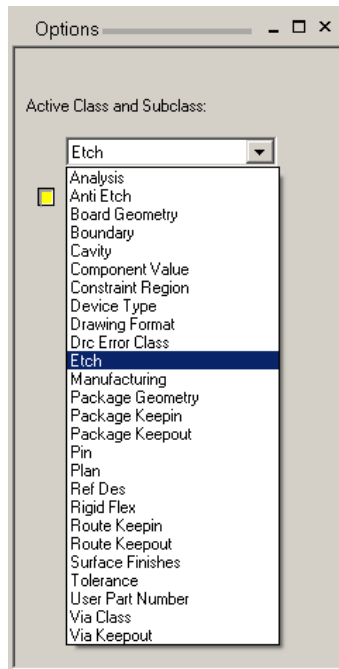 Options
Active Class and Subclass:
Etch
Analysis
Anti Etch
Board Geometry
Boundary
Cavity
Component Value
Constraint Region
Device Type
Drawing Format
Drc Error Class
Etch
Manufacturing
Package Geometry
Package Keepin
Package Keepout
Pin
Plan
Ref Des
Rigid Flex
Route Keepin
Route Keepout
Surface Finishes
Tolerance
User Part Number
Via Class
Via Keepout